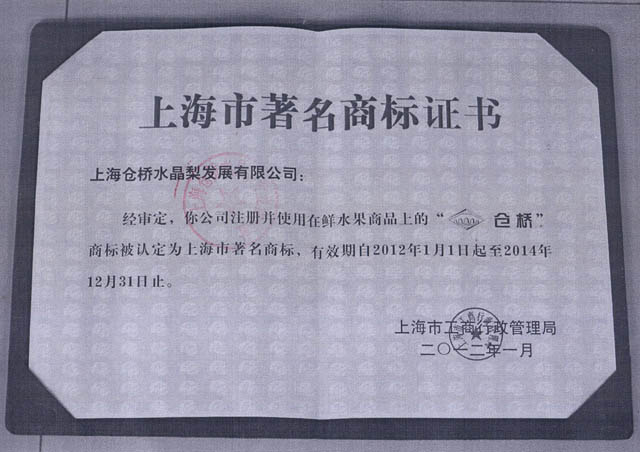 上海市著名商标证书
上海仓桥水晶梨发展有限公司：
经审定，你公司注册并使用在鲜水果商品上的“ 仓桥”
商标被认定为上海市著名商标，有效期自2012年1月1日起至2014年
12月31日止。
上海市工商行政管理局
二〇一二年一月